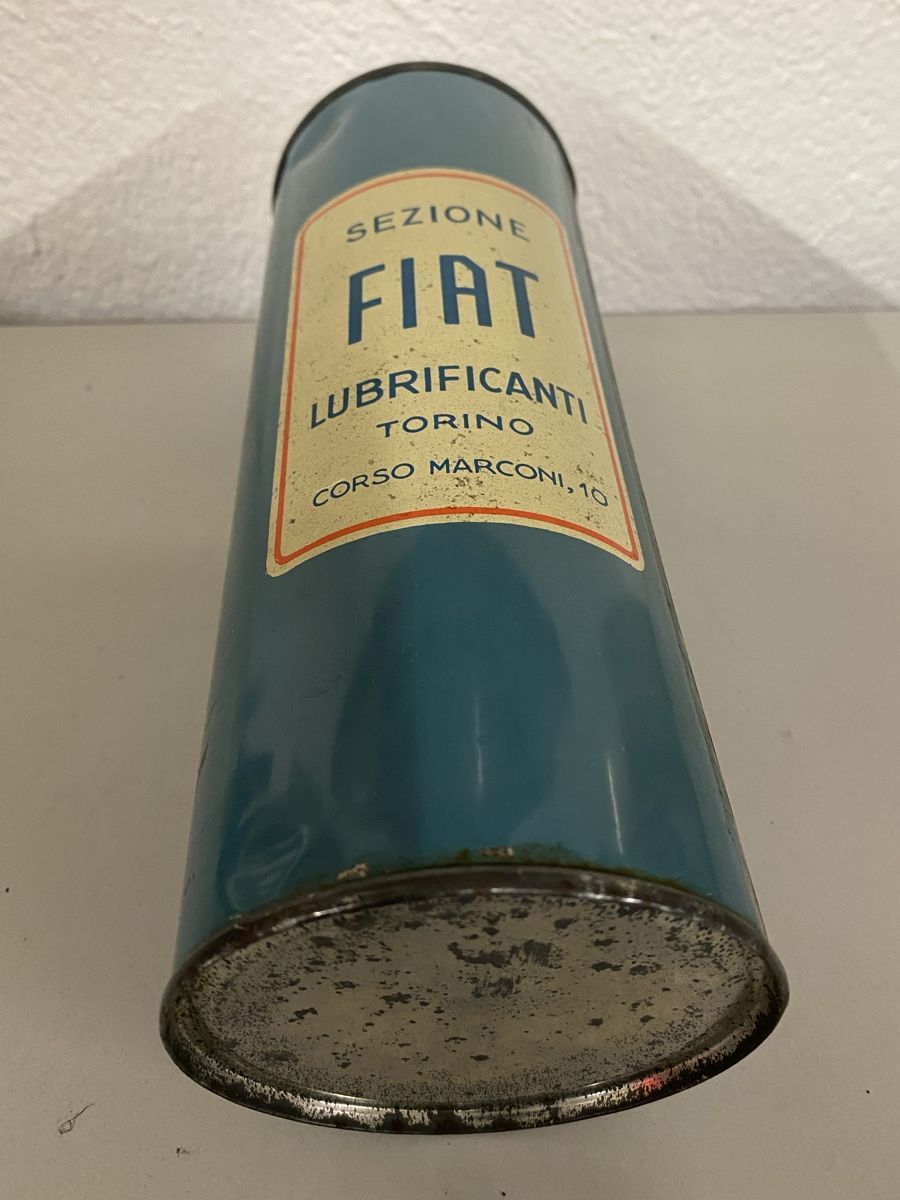 SEZIONE
FIAT
LUBRIFICANTI
TORINO
CORSO MARCONI, 10